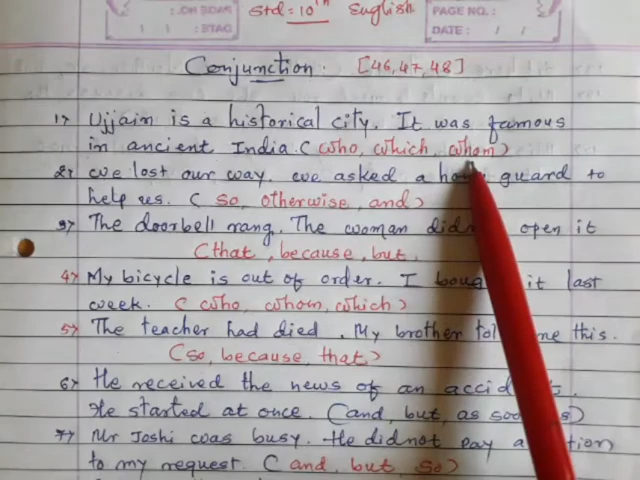 Std:=10th English
PAGE NO.:
DATE: / /
Conjunction: [46,47,48]
1> Ujjain is a historical city. It was famous
in ancient India. (who, which, whom)
2> we lost our way. we asked a guard to
help us. ( so, otherwise, and)
3> The doorbell rang. The woman open it
(that, because, but.
4> My bicycle is out of order. I it last
week. ( who, whom, which)
5> The teacher had died. My brother me this.
(so, because, that)
6> He received the news of an
He started at once. (and, but, as
7> Mr Joshi was busy. He didnot pay
to my request. ( and, but, so)